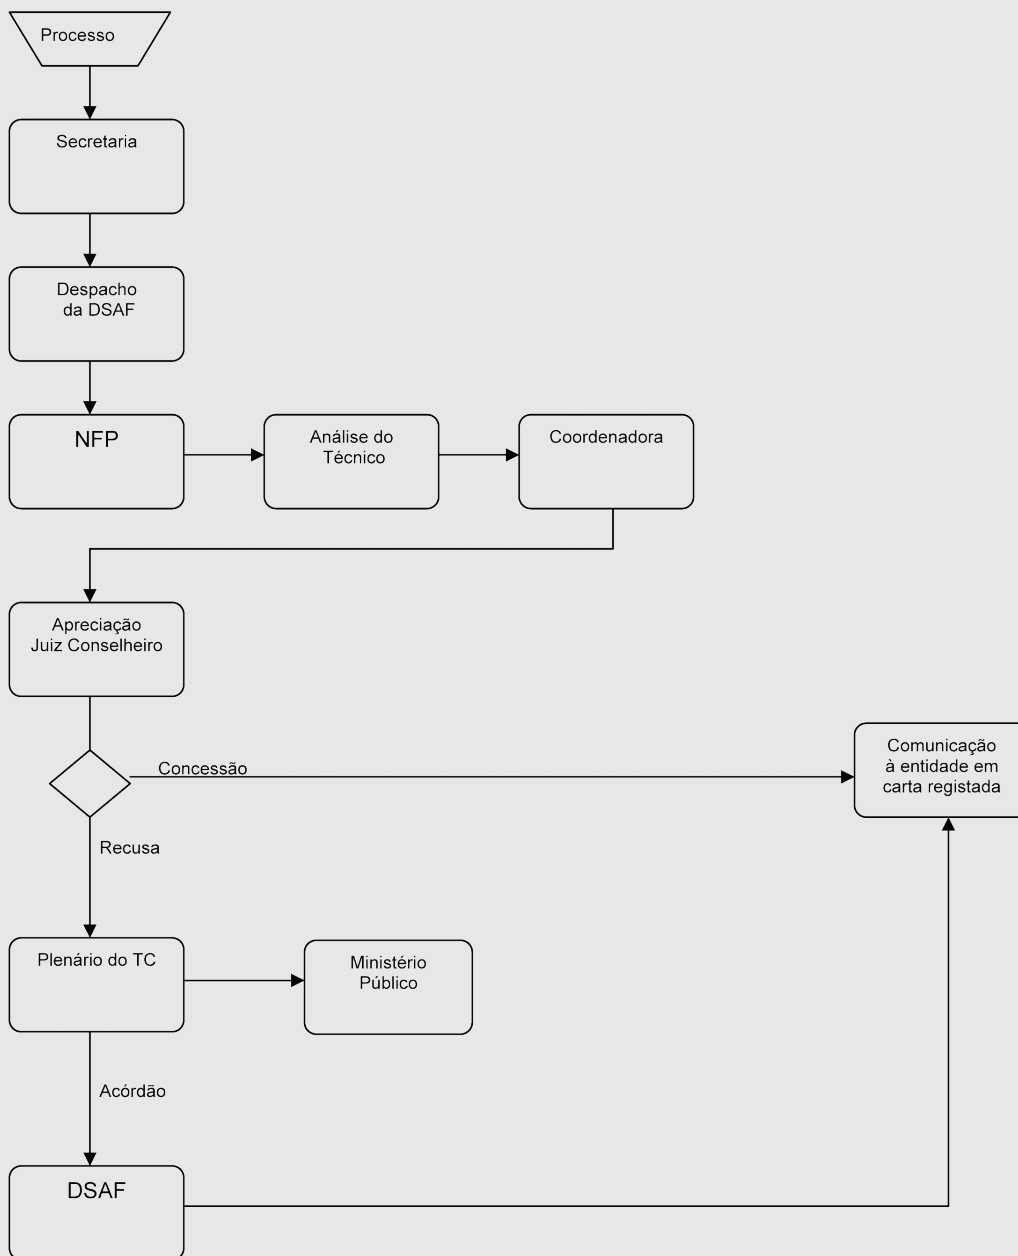 Processo
Secretaria
Despacho
da DSAF
NFP
Análise do
Técnico
Coordenadora
Apreciação
Juiz Conselheiro
Concessão
Comunicação
à entidade em
carta registada
Recusa
Plenário do TC
Ministério
Público
Acórdão
DSAF